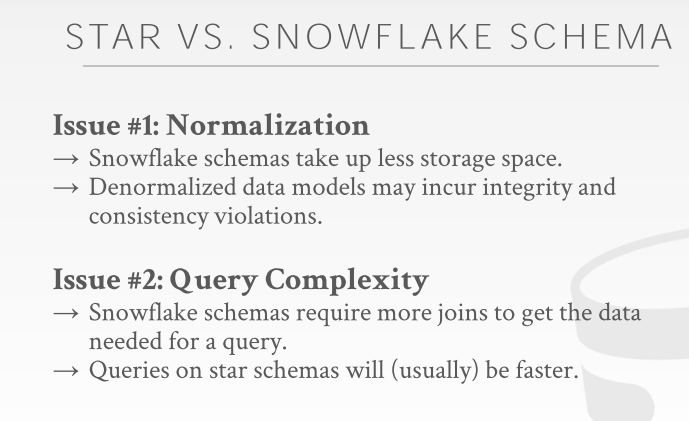 STAR VS. SNOWFLAKE SCHEMA
Issue #1: Normalization
→ Snowflake schemas take up less storage space.
→ Denormalized data models may incur integrity and
consistency violations.
Issue #2: Query Complexity
→ Snowflake schemas require more joins to get the data
needed for a query.
→ Queries on star schemas will (usually) be faster.